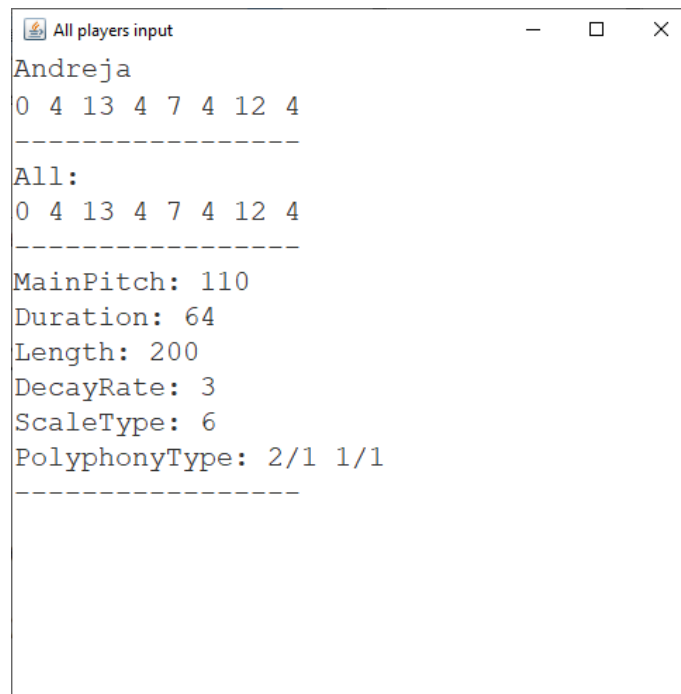 All players input
Andreja
0 4 13 4 7 4 12 4
-----------------
All:
0 4 13 4 7 4 12 4
-----------------
MainPitch: 110
Duration: 64
Length: 200
DecayRate: 3
ScaleType: 6
PolyphonyType: 2/1 1/1
-----------------